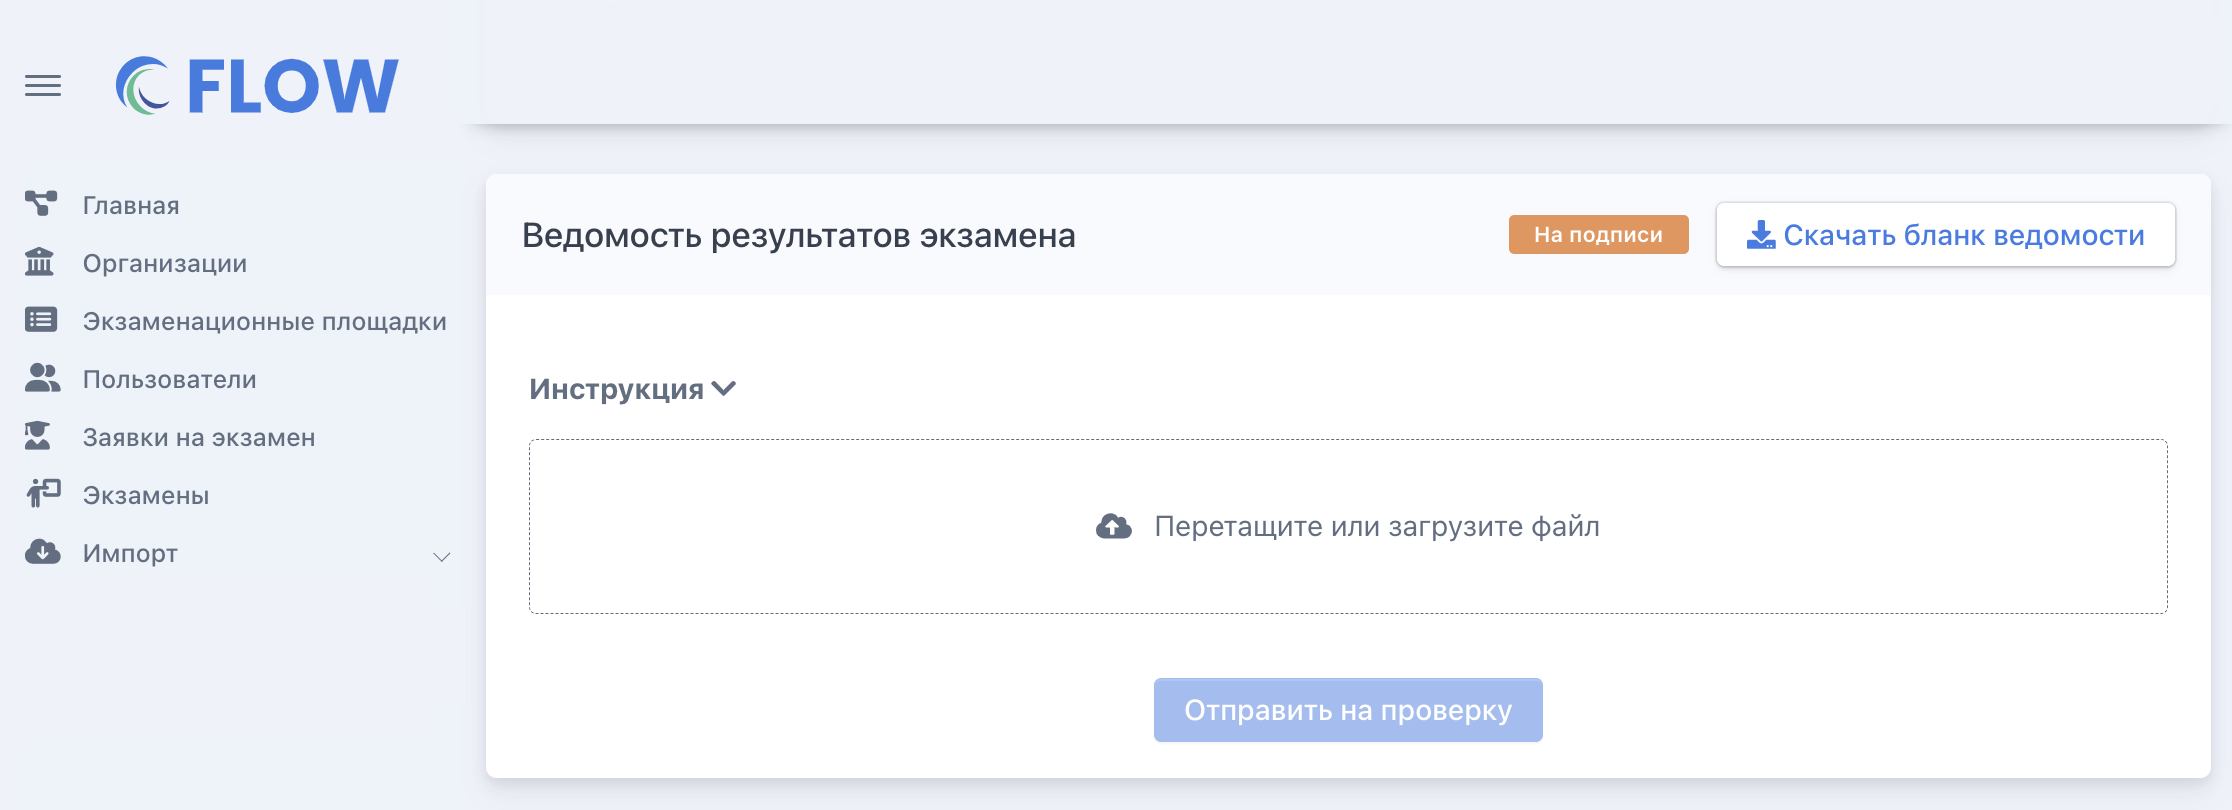 FLOW
Главная
Организации
Экзаменационные площадки
Пользователи
Заявки на экзамен
Экзамены
Импорт
Ведомость результатов экзамена
На подписи
Скачать бланк ведомости
Инструкция
Перетащите или загрузите файл
Отправить на проверку